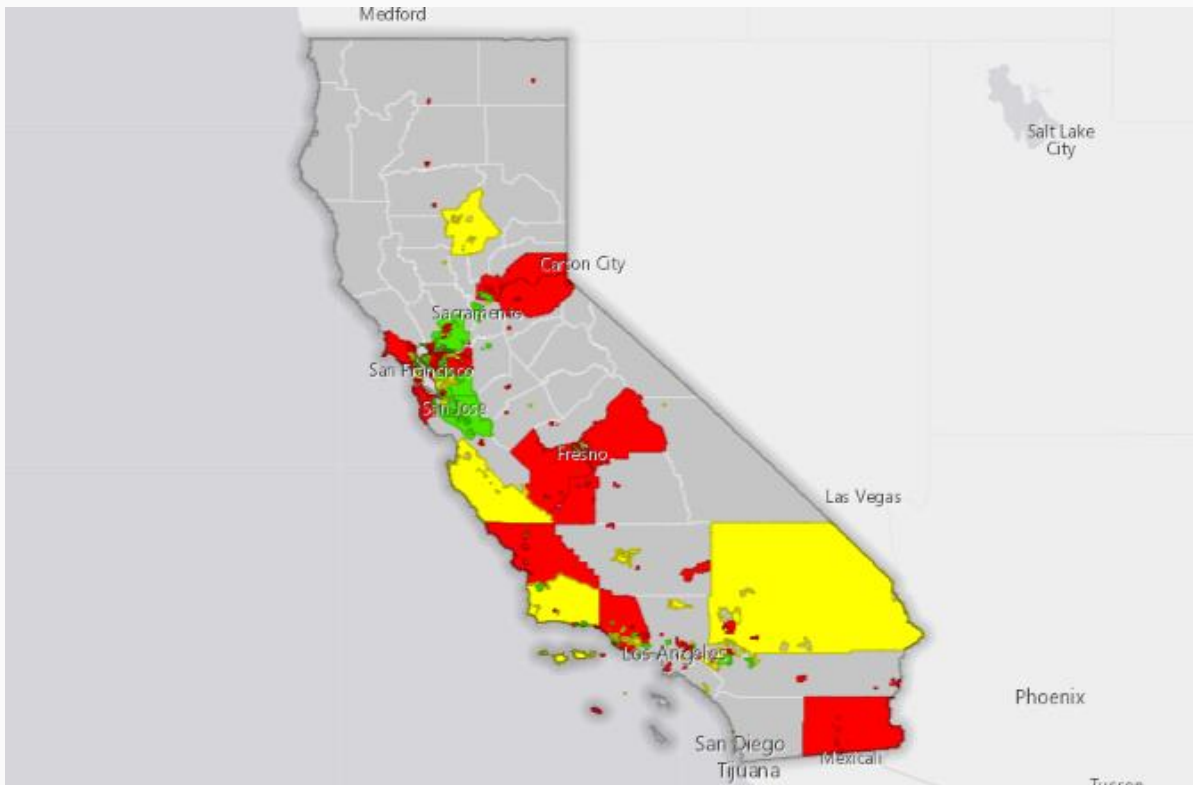 Medford
Salt Lake
City
Carson City
Sacramento
San Francisco
San Jose
Fresno
Las Vegas
Los Angeles
Phoenix
San Diego
Mexicali
Tijuana